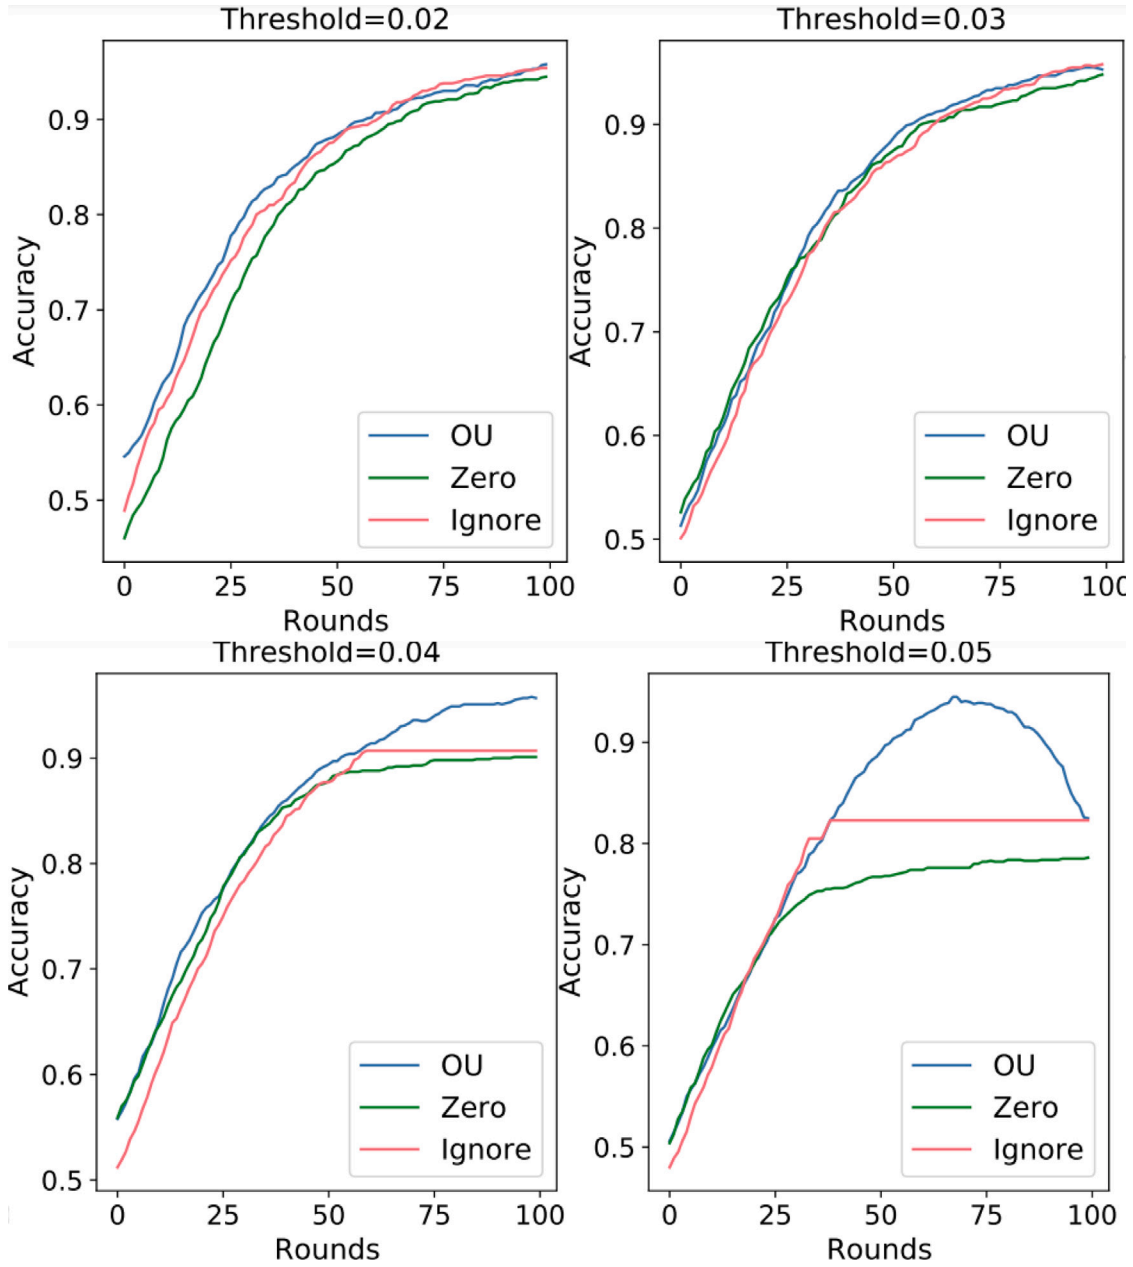 Threshold=0.02
0.9
0.8
0.7
0.6
0.5
Accuracy
OU
Zero
Ignore
0 25 50 75 100
Rounds
Threshold=0.03
0.9
0.8
0.7
0.6
0.5
Accuracy
OU
Zero
Ignore
0 25 50 75 100
Rounds
Threshold=0.04
0.9
0.8
0.7
0.6
0.5
Accuracy
OU
Zero
Ignore
0 25 50 75 100
Rounds
Threshold=0.05
0.9
0.8
0.7
0.6
0.5
Accuracy
OU
Zero
Ignore
0 25 50 75 100
Rounds